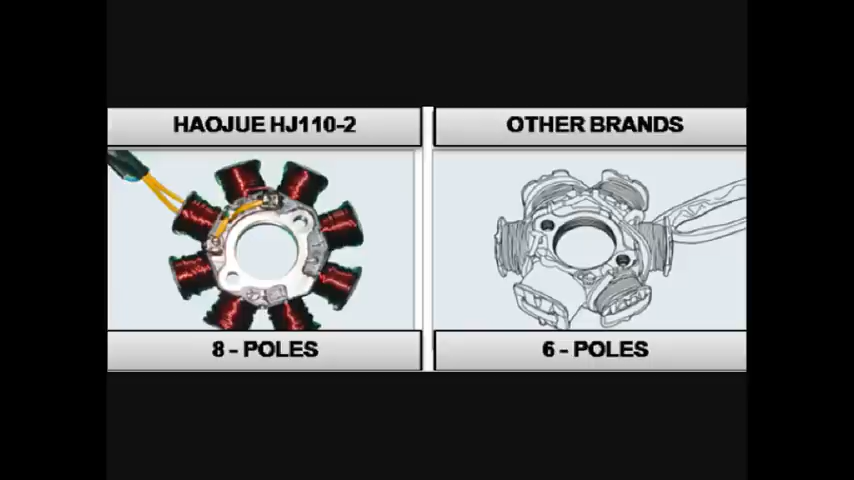 HAOJUE HJ110-2
OTHER BRANDS
8 - POLES
6 - POLES